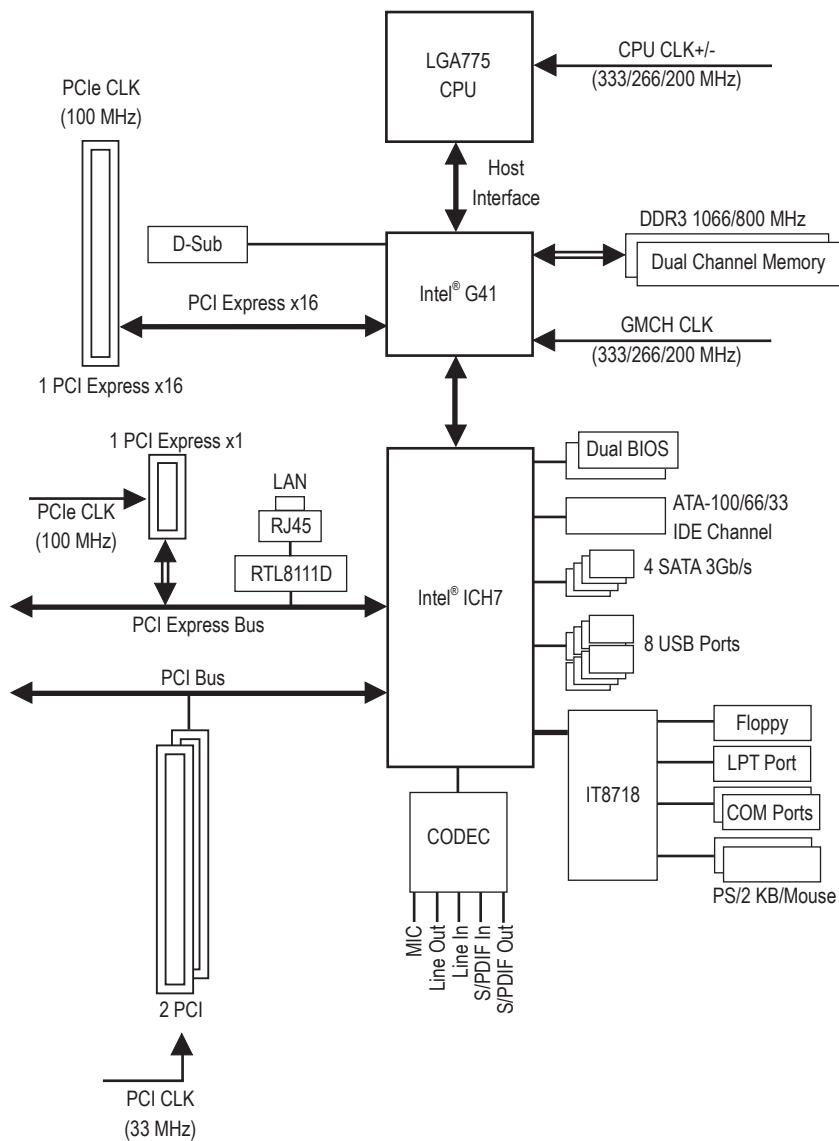 LGA775
CPU
CPU CLK+/-
(333/266/200 MHz)
PCIe CLK
(100 MHz)
Host
Interface
DDR3 1066/800 MHz
Dual Channel Memory
D-Sub
Intel® G41
PCI Express x16
GMCH CLK
(333/266/200 MHz)
1 PCI Express x16
1 PCI Express x1
PCIe CLK
(100 MHz)
LAN
RJ45
RTL8111D
PCI Express Bus
Intel® ICH7
Dual BIOS
ATA-100/66/33
IDE Channel
4 SATA 3Gb/s
8 USB Ports
PCI Bus
IT8718
Floppy
LPT Port
COM Ports
PS/2 KB/Mouse
CODEC
MIC
Line Out
Line In
S/PDIF In
S/PDIF Out
2 PCI
PCI CLK
(33 MHz)